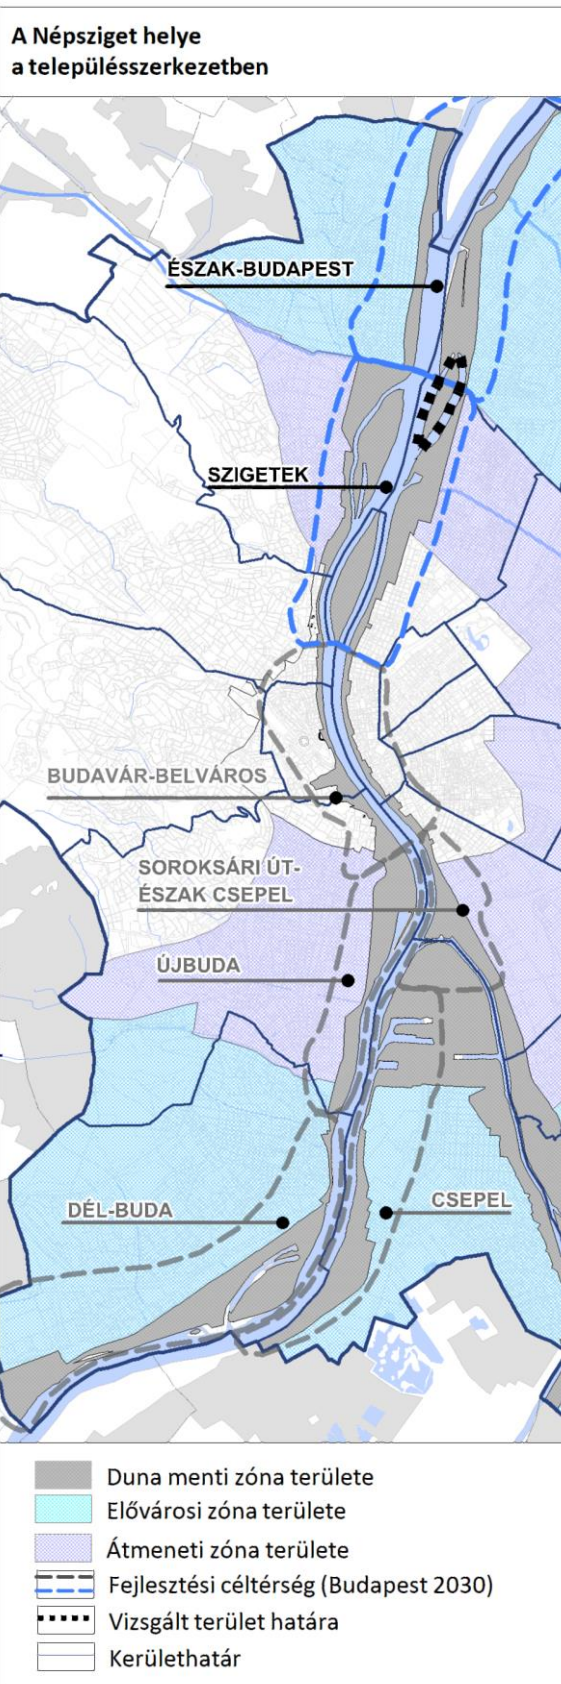 A Népsziget helye
a településszerkezetben
ÉSZAK-BUDAPEST
SZIGETEK
BUDAVÁR-BELVÁROS
SOROKSÁRI ÚT-
ÉSZAK CSEPEL
ÚJBUDA
DÉL-BUDA
CSEPEL
Duna menti zóna területe
Elővárosi zóna területe
Átmeneti zóna területe
Fejlesztési céltérség (Budapest 2030)
Vizsgált terület határa
Kerülethatár